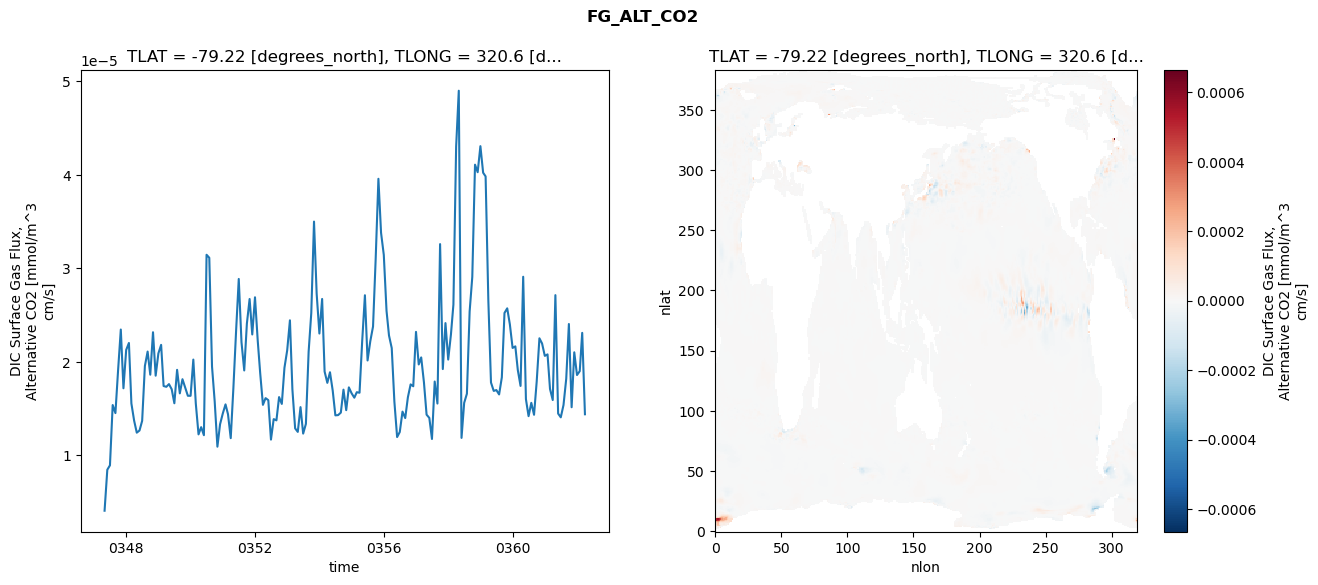 FG_ALT_CO2
TLAT = -79.22 [degrees_north], TLONG = 320.6 [d...
1e−5
5
4
3
2
1
DIC Surface Gas Flux,
Alternative CO2 [mmol/m^3
cm/s]
0348
0352
0356
0360
time
TLAT = -79.22 [degrees_north], TLONG = 320.6 [d...
350
300
250
200
150
100
50
0
nlat
0
50
100
150
200
250
300
nlon
0.0006
0.0004
0.0002
0.0000
−0.0002
−0.0004
−0.0006
DIC Surface Gas Flux,
Alternative CO2 [mmol/m^3
cm/s]